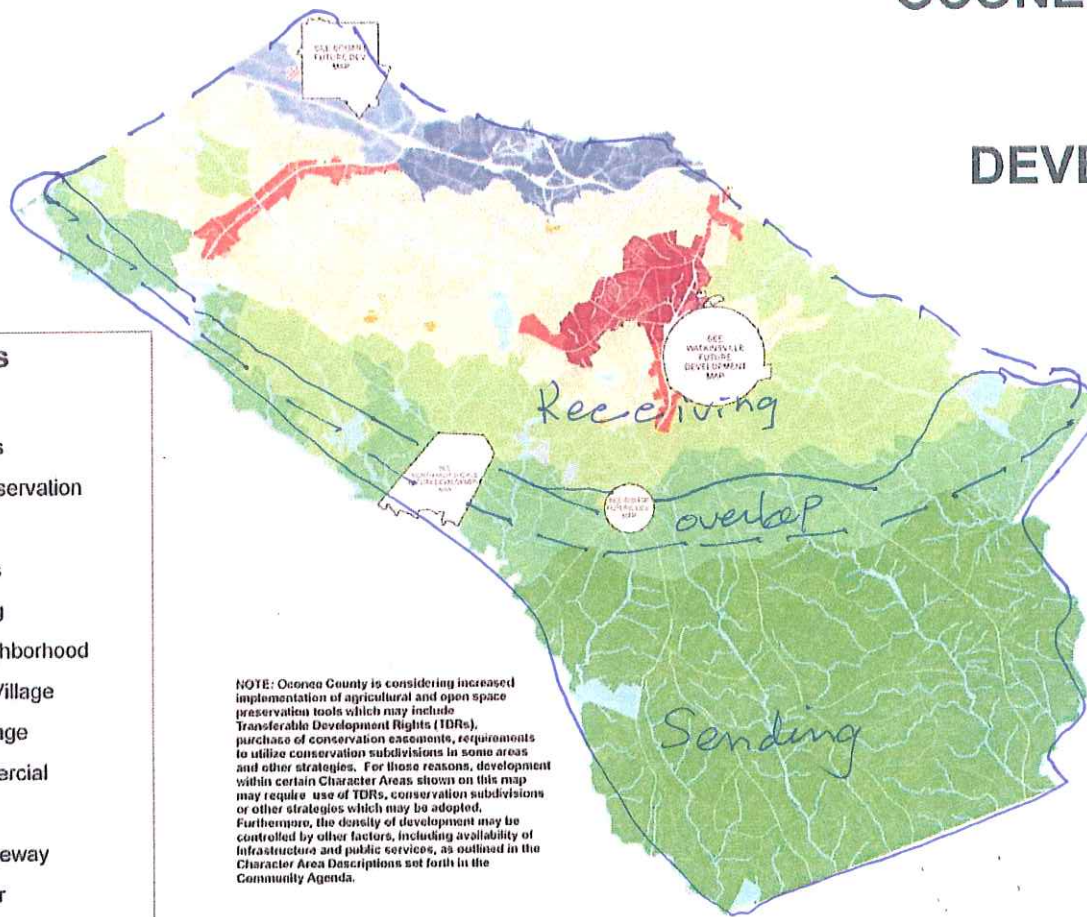 OCONE
DEVE
SEE BOGART
FUTURE DEV
MAP
SEE
WATKINSVILLE
FUTURE
DEVELOPMENT
MAP
Receiving
overlap
Sending
s
servation
s
g
hborhood
Village
nge
ercial
eway
r
NOTE: Oconee County is considering increased
implementation of agricultural and open space
preservation tools which may include
Transferable Development Rights (TDRs),
purchase of conservation easements, requirements
to utilize conservation subdivisions in some areas
and other strategies. For those reasons, development
within certain Character Areas shown on this map
may require use of TDRs, conservation subdivisions
or other strategies which may be adopted.
Furthermore, the density of development may be
controlled by other factors, including availability of
infrastructure and public services, as outlined in the
Character Area Descriptions set forth in the
Community Agenda.